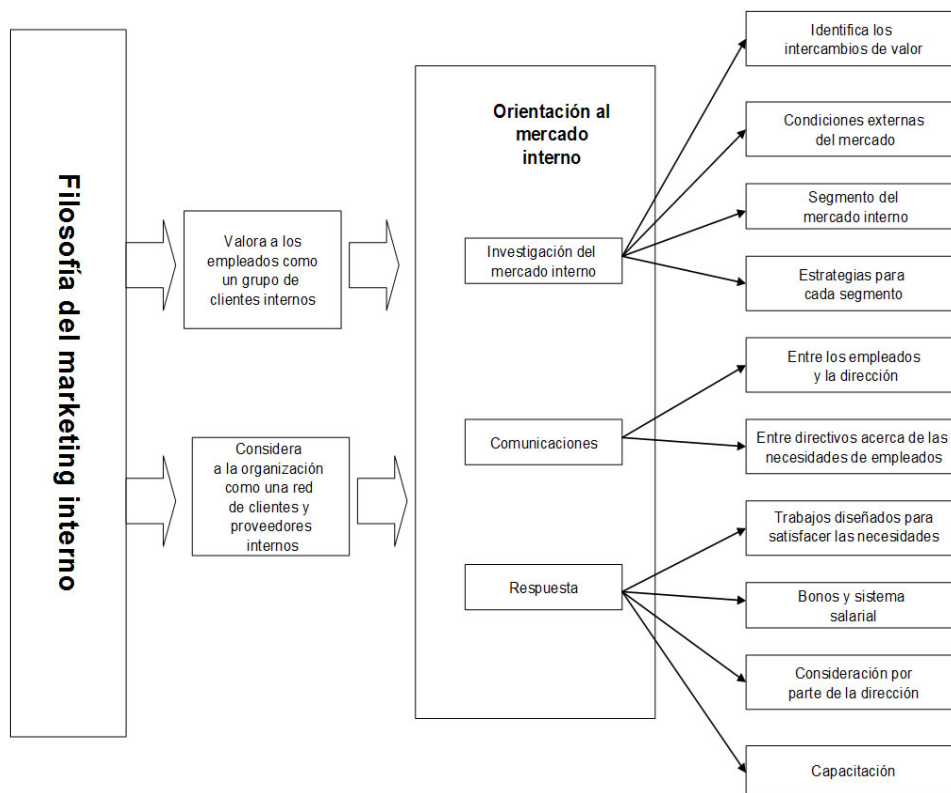 Filosofía del marketing interno
Valora a los
empleados como
un grupo de
clientes internos
Considera
a la organización
como una red
de clientes y
proveedores
internos
Orientación al
mercado
interno
Investigación del
mercado interno
Comunicaciones
Respuesta
Identifica los
intercambios de valor
Condiciones externas
del mercado
Segmento del
mercado interno
Estrategias para
cada segmento
Entre los empleados
y la dirección
Entre directivos acerca de las
necesidades de empleados
Trabajos diseñados para
satisfacer las necesidades
Bonos y sistema
salarial
Consideración por
parte de la dirección
Capacitación